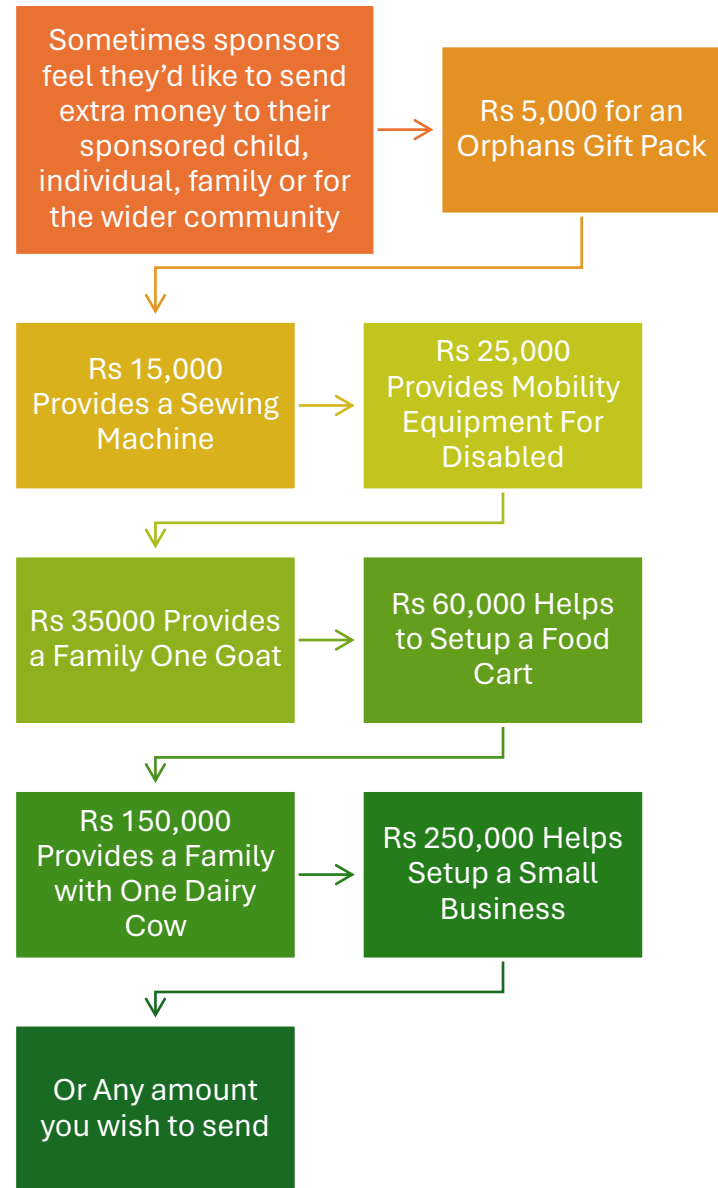 Sometimes sponsors
feel they’d like to send
extra money to their
sponsored child,
individual, family or for
the wider community
Rs 5,000 for an
Orphans Gift Pack
Rs 15,000
Provides a Sewing
Machine
Rs 25,000
Provides Mobility
Equipment For
Disabled
Rs 35000 Provides
a Family One Goat
Rs 60,000 Helps
to Setup a Food
Cart
Rs 150,000
Provides a Family
with One Dairy
Cow
Rs 250,000 Helps
Setup a Small
Business
Or Any amount
you wish to send